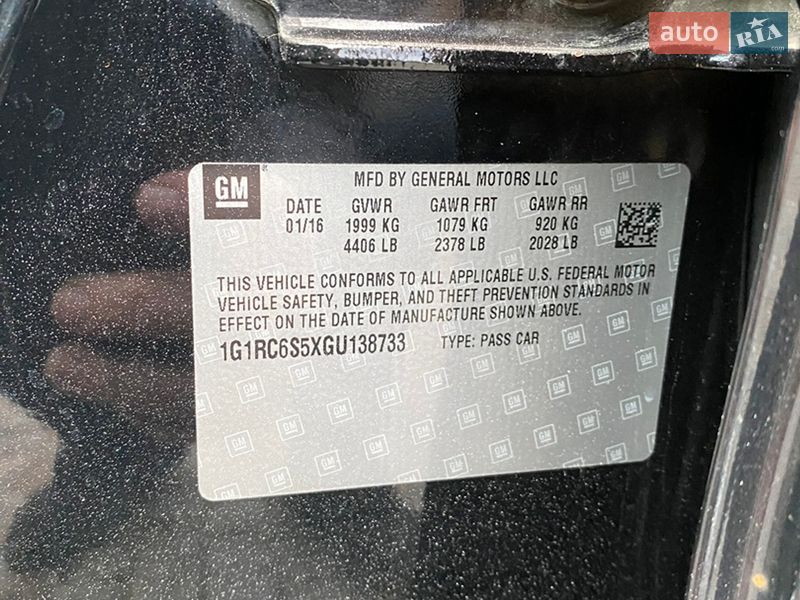 auto RIA .com
GM MFD BY GENERAL MOTORS LLC
DATE GVWR GAWR FRT GAWR RR
01/16 1999 KG 1079 KG 920 KG
4406 LB 2378 LB 2028 LB
THIS VEHICLE CONFORMS TO ALL APPLICABLE U.S. FEDERAL MOTOR
VEHICLE SAFETY, BUMPER, AND THEFT PREVENTION STANDARDS IN
EFFECT ON THE DATE OF MANUFACTURE SHOWN ABOVE.
1G1RC6S5XGU138733 TYPE: PASS CAR